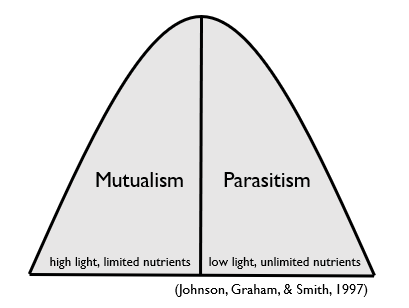 Mutualism
Parasitism
high light, limited nutrients
low light, unlimited nutrients
(Johnson, Graham, & Smith, 1997)